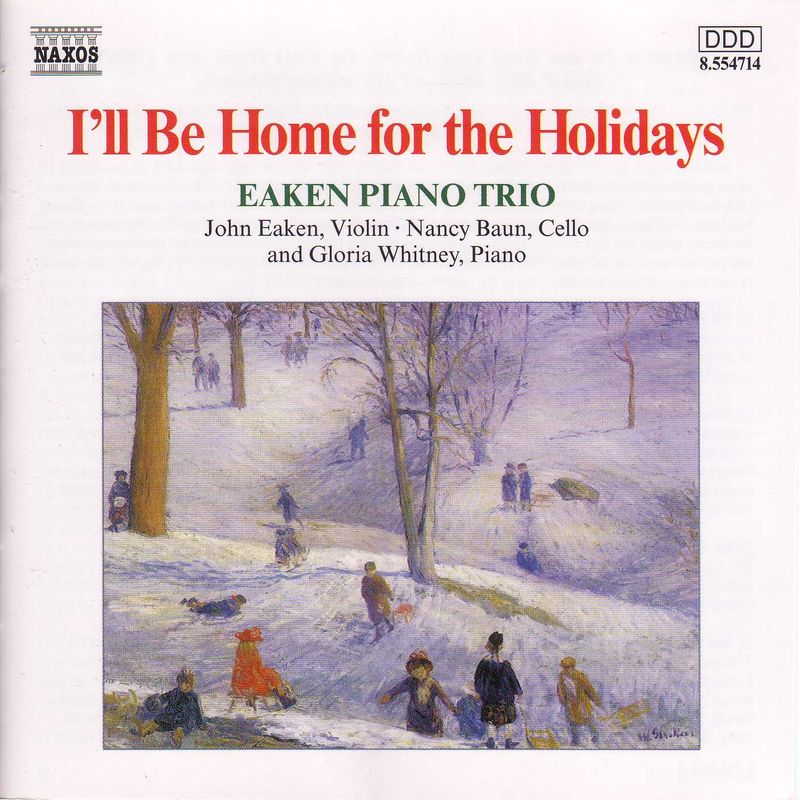 NAXOS
DDD
8.554714
I'll Be Home for the Holidays
EAKEN PIANO TRIO
John Eaken, Violin · Nancy Baun, Cello
and Gloria Whitney, Piano